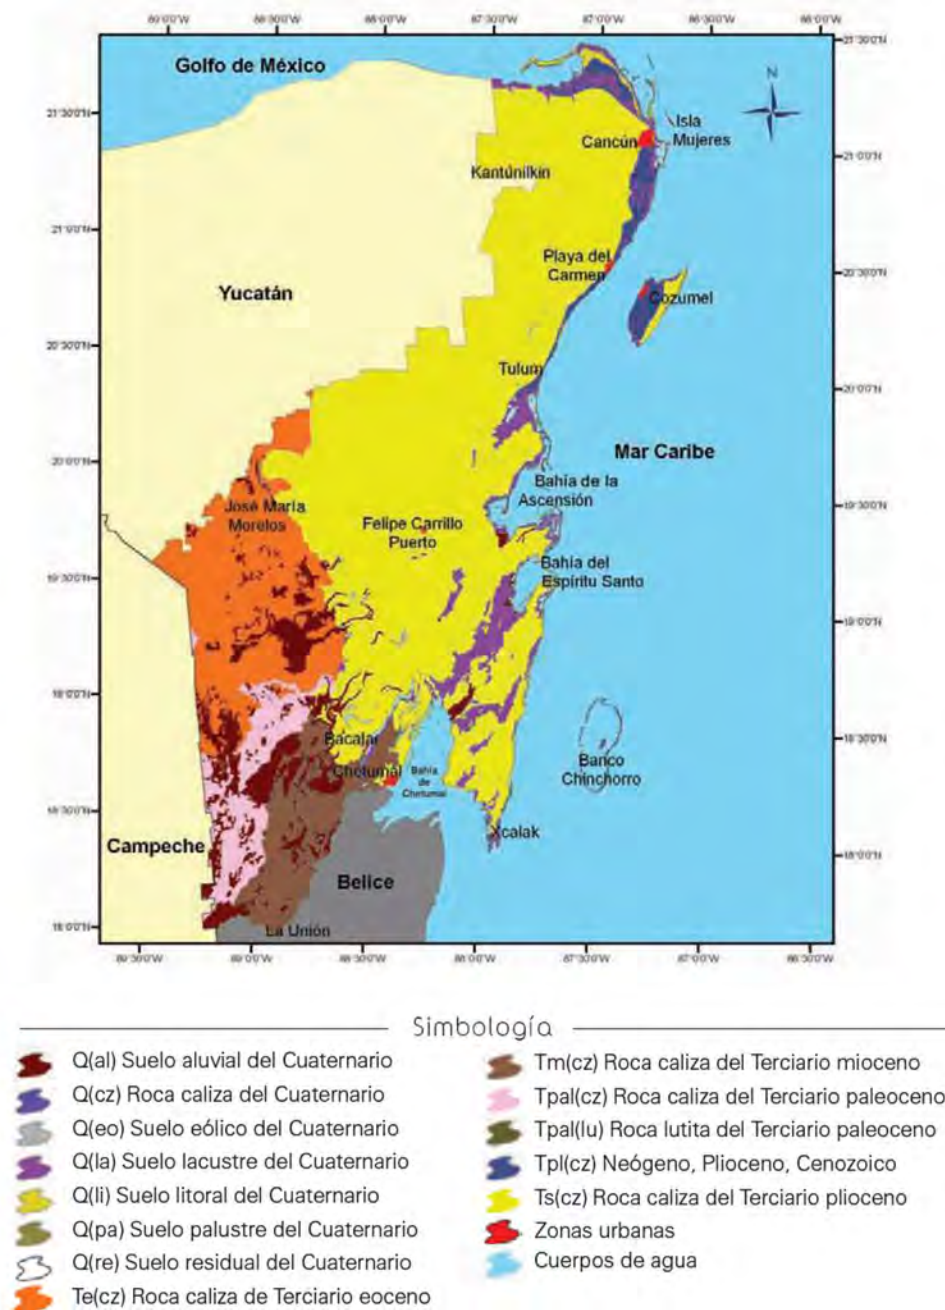 Golfo de México
N
Isla
Mujeres
Cancún
Kantúnilkín
Playa del
Carmen
Yucatán
Cozumel
Tulum
Mar Caribe
Bahía de la
Ascensión
José María
Morelos
Felipe Carrillo
Puerto
Bahía del
Espíritu Santo
Bacalar
Chetumal
Bahía
de
Chetumal
Banco
Chinchorro
Xcalak
Campeche
Belice
La Unión
Simbología
Q(al) Suelo aluvial del Cuaternario
Q(cz) Roca caliza del Cuaternario
Q(eo) Suelo eólico del Cuaternario
Q(la) Suelo lacustre del Cuaternario
Q(li) Suelo litoral del Cuaternario
Q(pa) Suelo palustre del Cuaternario
Q(re) Suelo residual del Cuaternario
Te(cz) Roca caliza de Terciario eoceno
Tm(cz) Roca caliza del Terciario mioceno
Tpal(cz) Roca caliza del Terciario paleoceno
Tpal(lu) Roca lutita del Terciario paleoceno
Tpl(cz) Neógeno, Plioceno, Cenozoico
Ts(cz) Roca caliza del Terciario plioceno
Zonas urbanas
Cuerpos de agua